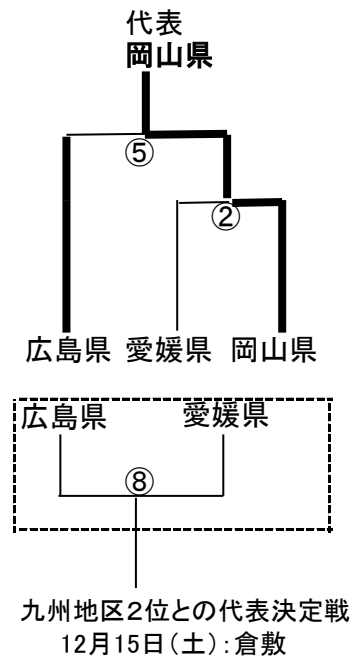 代表
岡山県
⑤
②
広島県 愛媛県 岡山県
広島県 愛媛県
⑧
九州地区２位との代表決定戦
12月15日（土）：倉敷